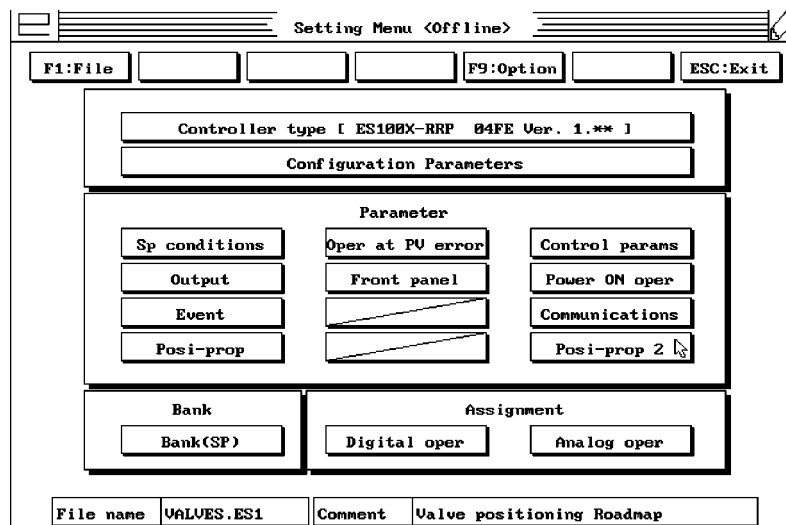 Setting Menu <Offline>
F1:File F9:Option ESC:Exit
Controller type [ ES100X-RRP 04FE Ver. 1.** ]
Configuration Parameters
Parameter
Sp conditions Oper at PV error Control params
Output Front panel Power ON oper
Event Communications
Posi-prop Posi-prop 2
Bank Assignment
Bank(SP) Digital oper Analog oper
File name VALVES.ES1 Comment Valve positioning Roadmap